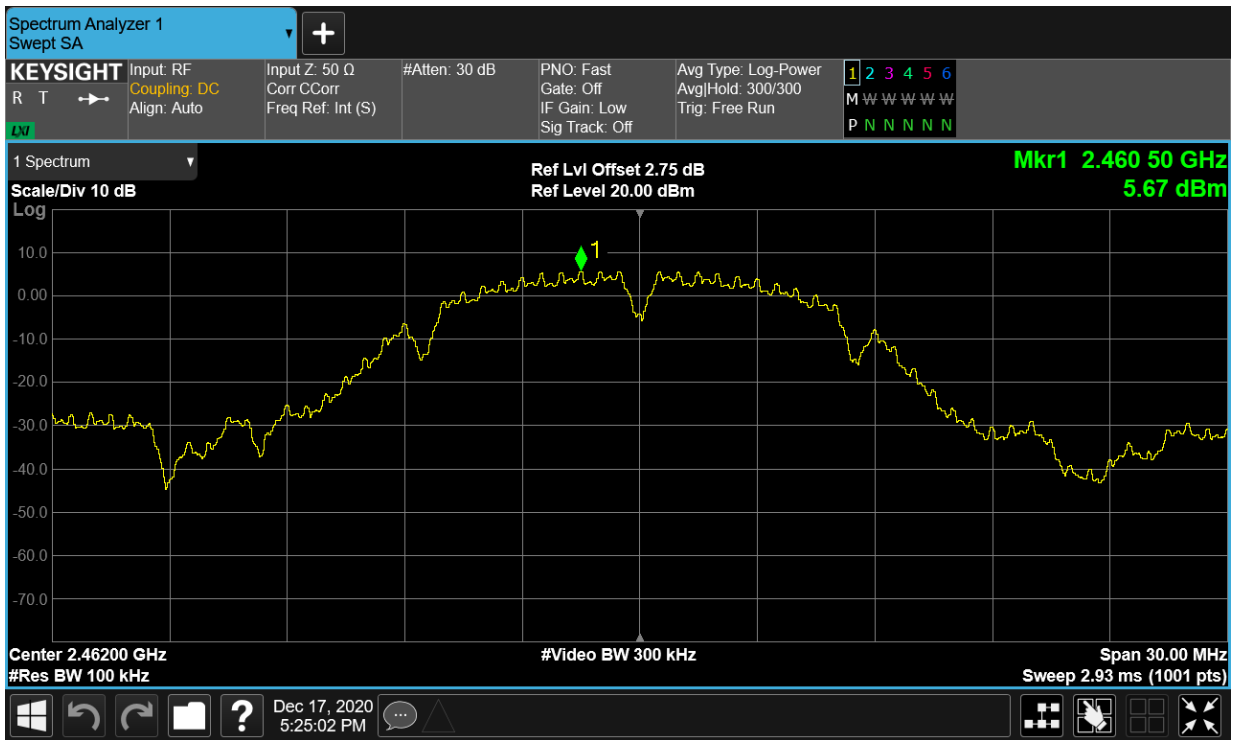 Spectrum Analyzer 1
Swept SA
KEYSIGHT
R T
LXI
Input: RF
Coupling: DC
Align: Auto
Input Z: 50 Ω
Corr CCorr
Freq Ref: Int (S)
#Atten: 30 dB
PNO: Fast
Gate: Off
IF Gain: Low
Sig Track: Off
Avg Type: Log-Power
Avg|Hold: 300/300
Trig: Free Run
1 2 3 4 5 6
M W W W W W
P N N N N N
1 Spectrum
Scale/Div 10 dB
Log
Ref Lvl Offset 2.75 dB
Ref Level 20.00 dBm
Mkr1 2.460 50 GHz
5.67 dBm
1
10.0
0.00
-10.0
-20.0
-30.0
-40.0
-50.0
-60.0
-70.0
Center 2.46200 GHz
#Res BW 100 kHz
#Video BW 300 kHz
Span 30.00 MHz
Sweep 2.93 ms (1001 pts)
?
Dec 17, 2020
5:25:02 PM